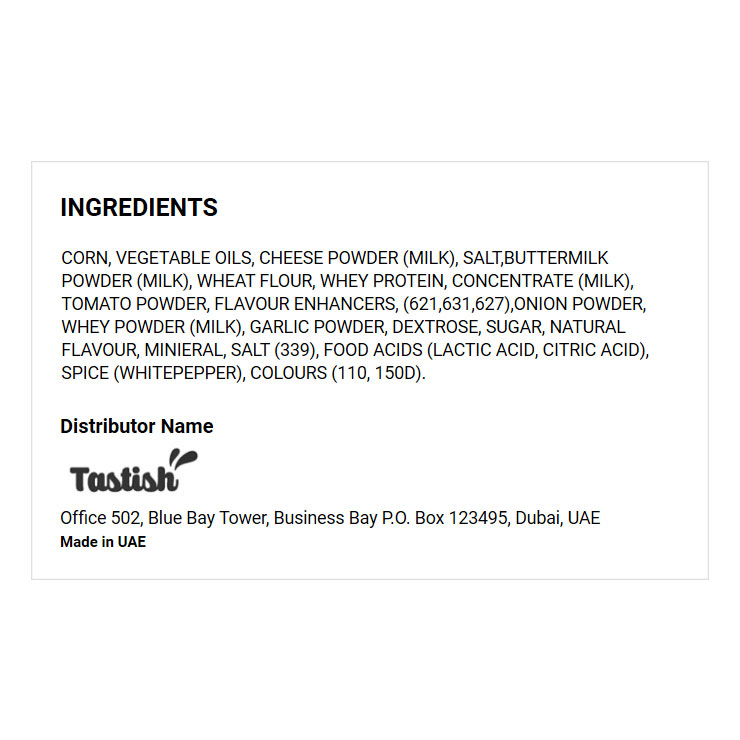 INGREDIENTS
CORN, VEGETABLE OILS, CHEESE POWDER (MILK), SALT,BUTTERMILK
POWDER (MILK), WHEAT FLOUR, WHEY PROTEIN, CONCENTRATE (MILK),
TOMATO POWDER, FLAVOUR ENHANCERS, (621,631,627),ONION POWDER,
WHEY POWDER (MILK), GARLIC POWDER, DEXTROSE, SUGAR, NATURAL
FLAVOUR, MINIERAL, SALT (339), FOOD ACIDS (LACTIC ACID, CITRIC ACID),
SPICE (WHITEPEPPER), COLOURS (110, 150D).
Distributor Name
Tastish
Office 502, Blue Bay Tower, Business Bay P.O. Box 123495, Dubai, UAE
Made in UAE